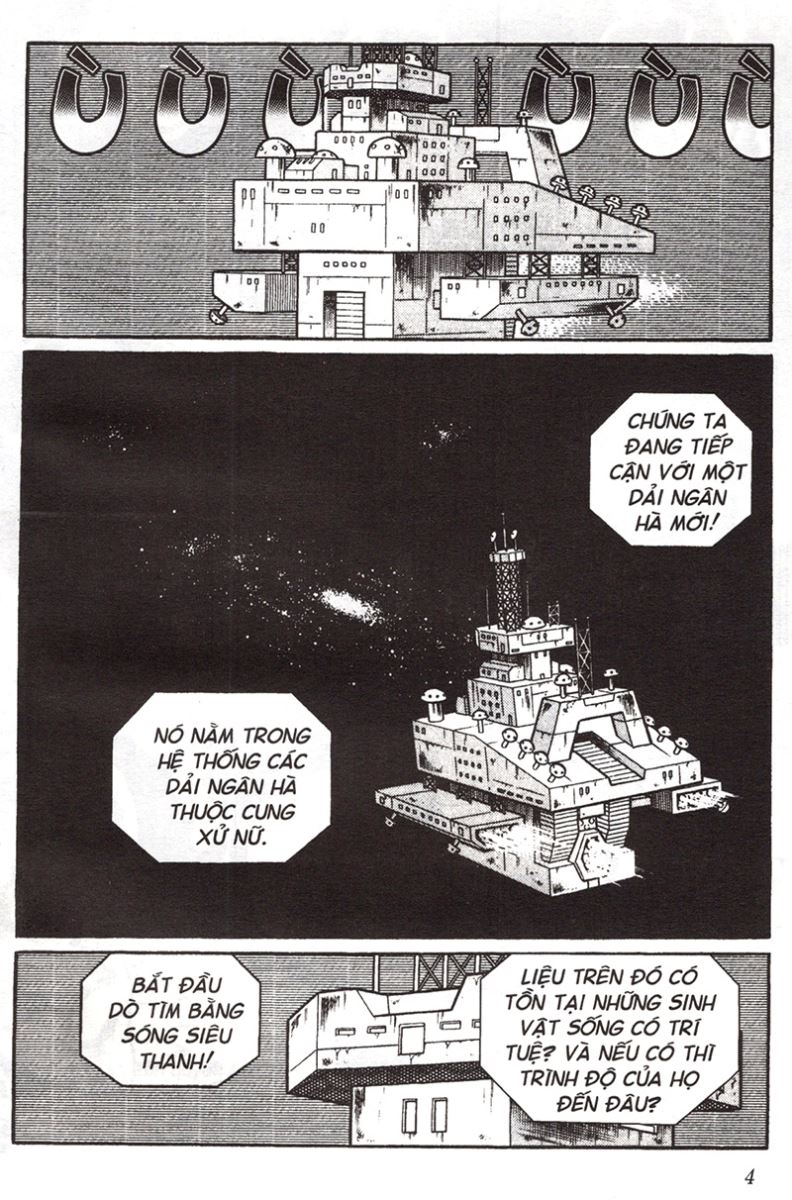 Ù Ù Ù Ù Ù Ù
CHÚNG TA
ĐANG TIẾP
CẬN VỚI MỘT
DẢI NGÂN
HÀ MỚI!
NÓ NẰM TRONG
HỆ THỐNG CÁC
DẢI NGÂN HÀ
THUỘC CUNG
XỬ NỮ.
BẮT ĐẦU
DÒ TÌM BẰNG
SÓNG SIÊU
THANH!
LIỆU TRÊN ĐÓ CÓ
TỒN TẠI NHỮNG SINH
VẬT SỐNG CÓ TRÍ
TUỆ? VÀ NẾU CÓ THÌ
TRÌNH ĐỘ CỦA HỌ
ĐẾN ĐÂU?
4